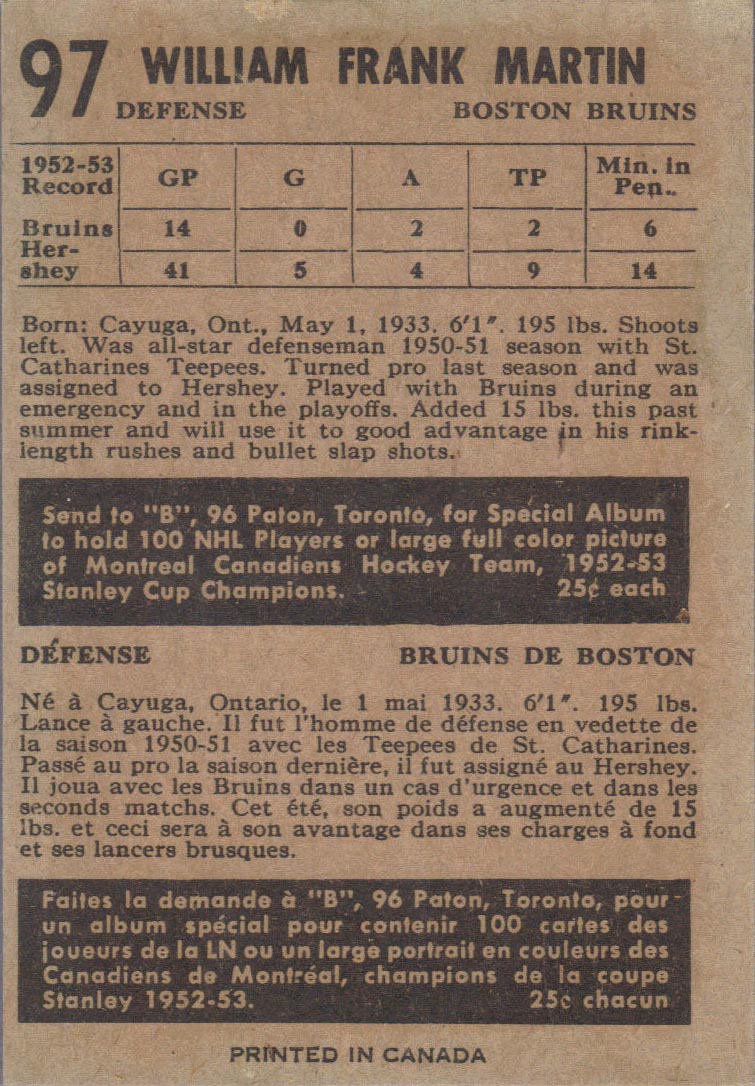 97 WILLIAM FRANK MARTIN
DEFENSE BOSTON BRUINS
1952-53 Record GP G A TP Min. in Pen.
Bruins 14 0 2 2 6
Her-
shey 41 5 4 9 14
Born: Cayuga, Ont., May 1, 1933. 6'1". 195 lbs. Shoots
left. Was all-star defenseman 1950-51 season with St.
Catharines Teepees. Turned pro last season and was
assigned to Hershey. Played with Bruins during an
emergency and in the playoffs. Added 15 lbs. this past
summer and will use it to good advantage in his rink-
length rushes and bullet slap shots.
Send to "B", 96 Paton, Toronto, for Special Album
to hold 100 NHL Players or large full color picture
of Montreal Canadiens Hockey Team, 1952-53
Stanley Cup Champions. 25¢ each
DÉFENSE BRUINS DE BOSTON
Né à Cayuga, Ontario, le 1 mai 1933. 6'1". 195 lbs.
Lance à gauche. Il fut l'homme de défense en vedette de
la saison 1950-51 avec les Teepees de St. Catharines.
Passé au pro la saison dernière, il fut assigné au Hershey.
Il joua avec les Bruins dans un cas d'urgence et dans les
seconds matchs. Cet été, son poids a augmenté de 15
lbs. et ceci sera à son avantage dans ses charges à fond
et ses lancers brusques.
Faites la demande à "B", 96 Paton, Toronto, pour
un album spécial pour contenir 100 cartes des
joueurs de la LN ou un large portrait en couleurs des
Canadiens de Montréal, champions de la coupe
Stanley 1952-53. 25¢ chacun
PRINTED IN CANADA